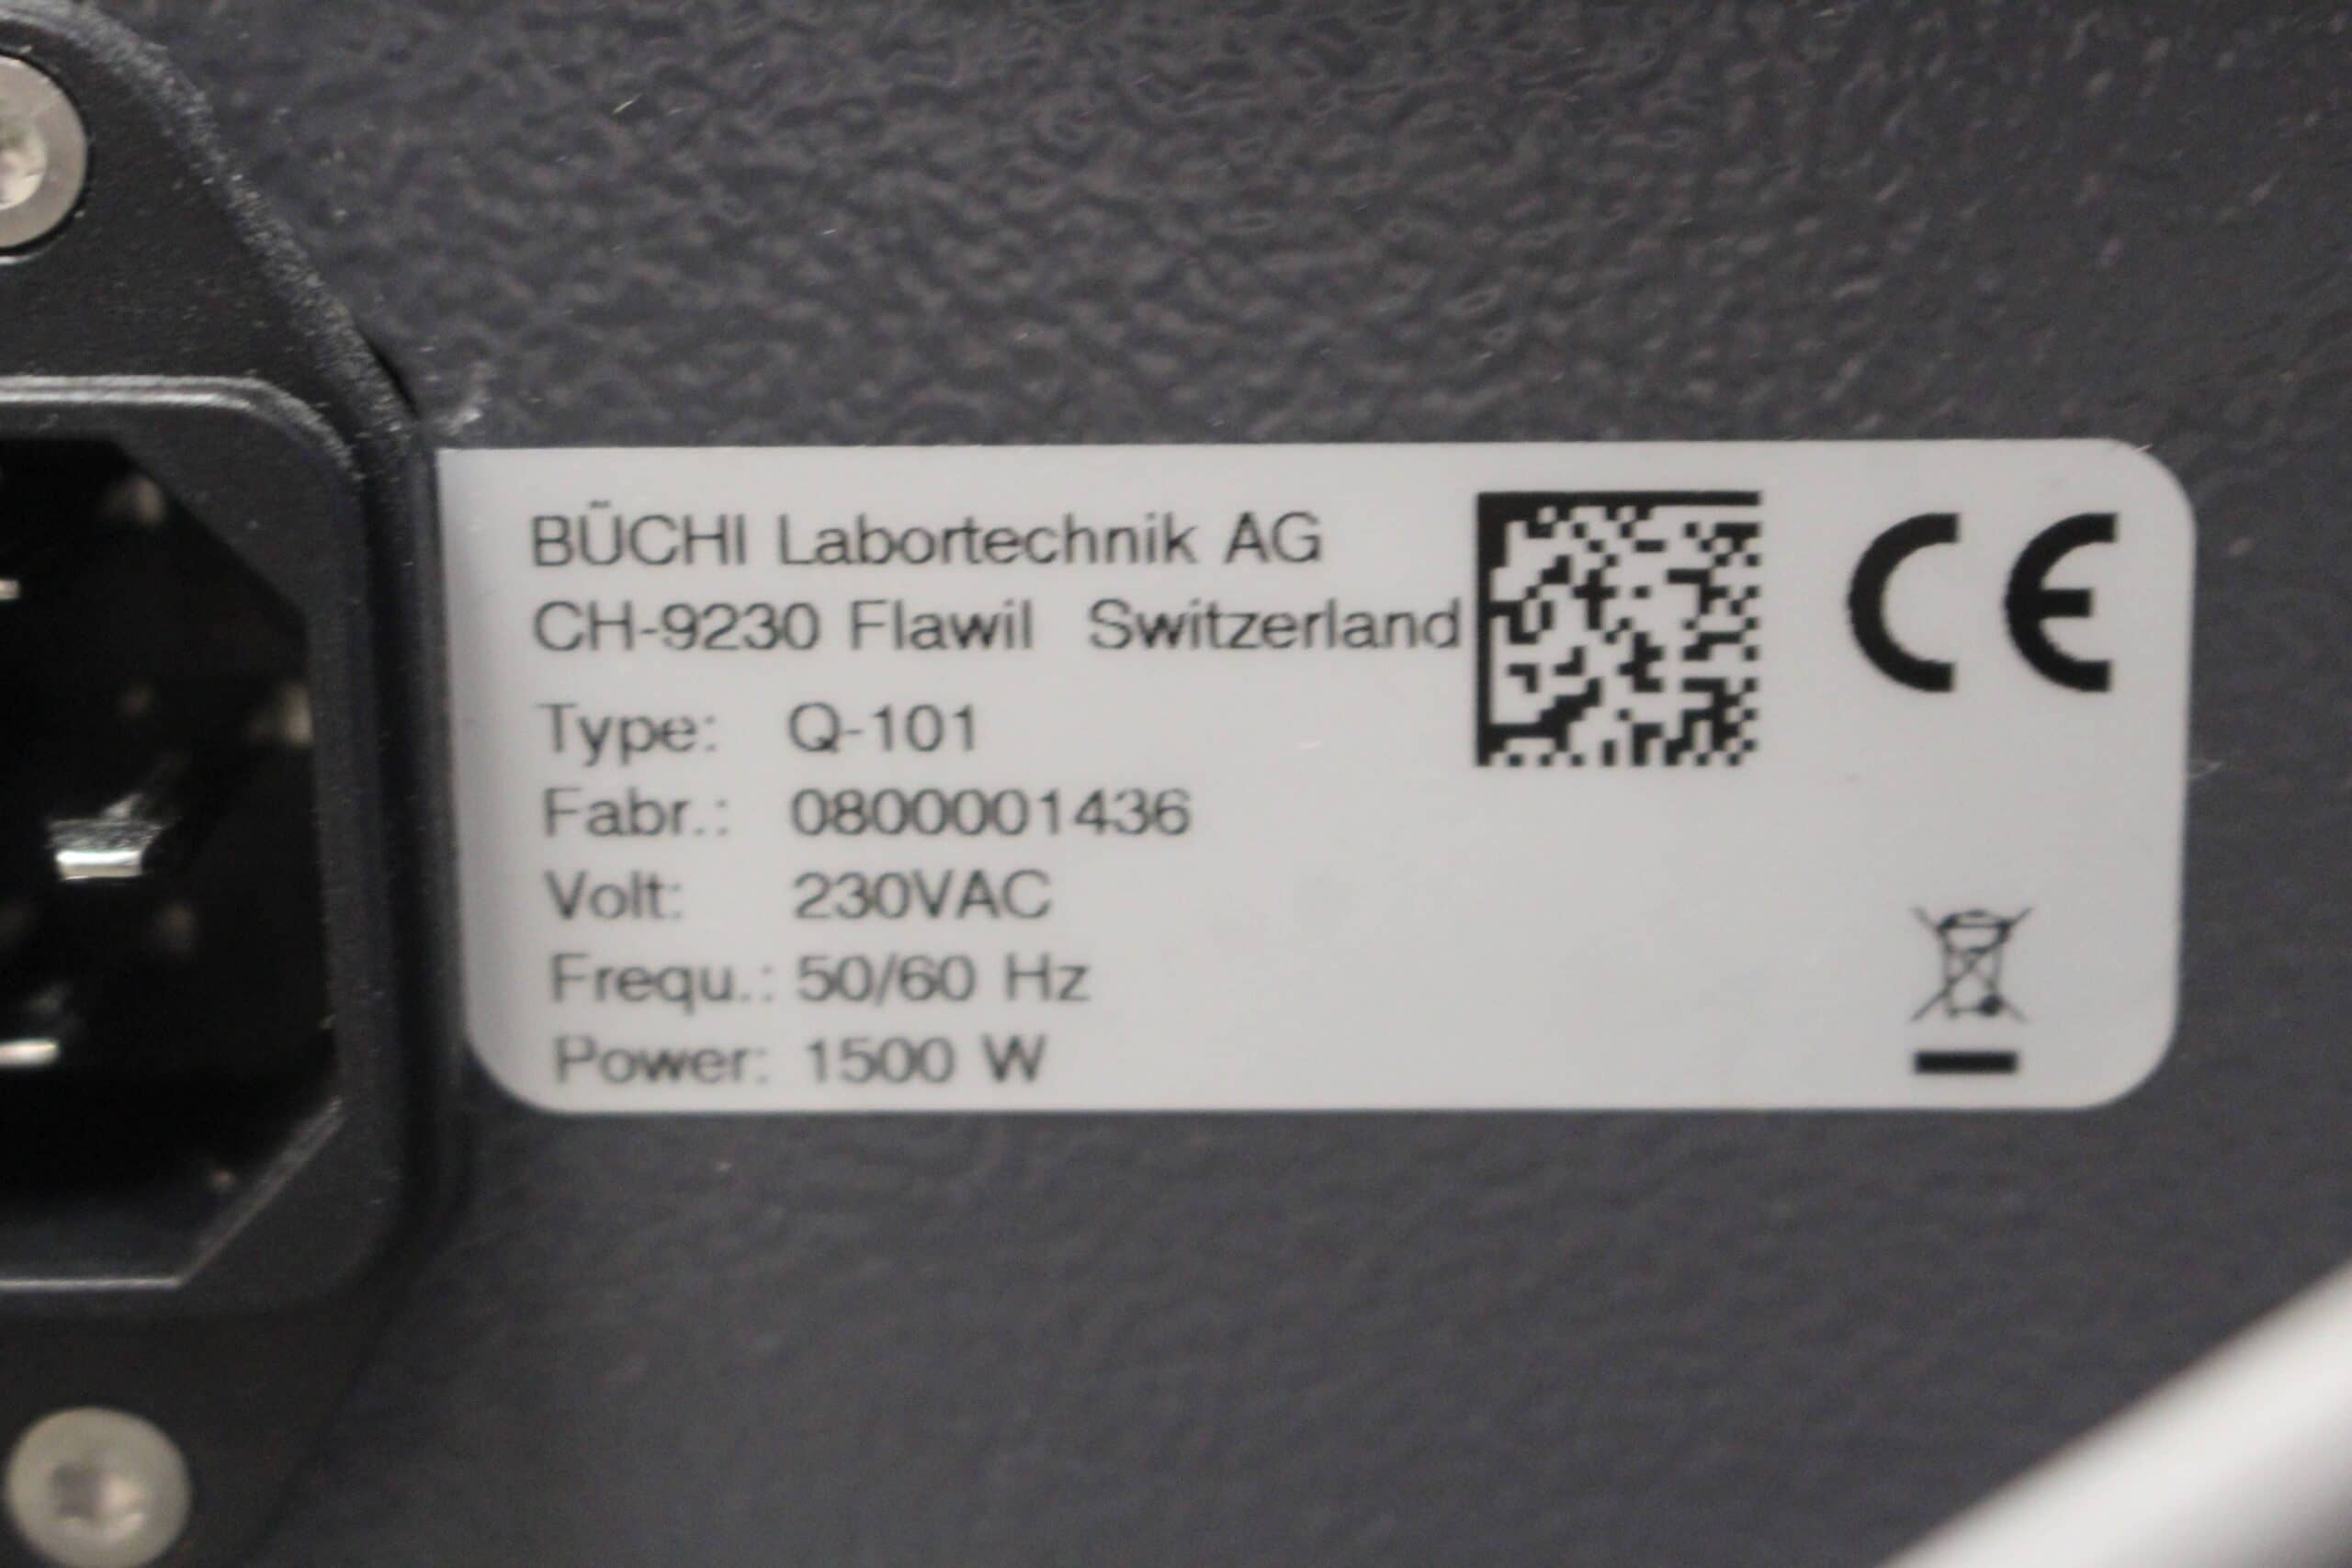 BÜCHI Labortechnik AG
CH-9230 Flawil Switzerland
Type: Q-101
Fabr.: 0800001436
Volt: 230VAC
Frequ.: 50/60 Hz
Power: 1500 W
CE